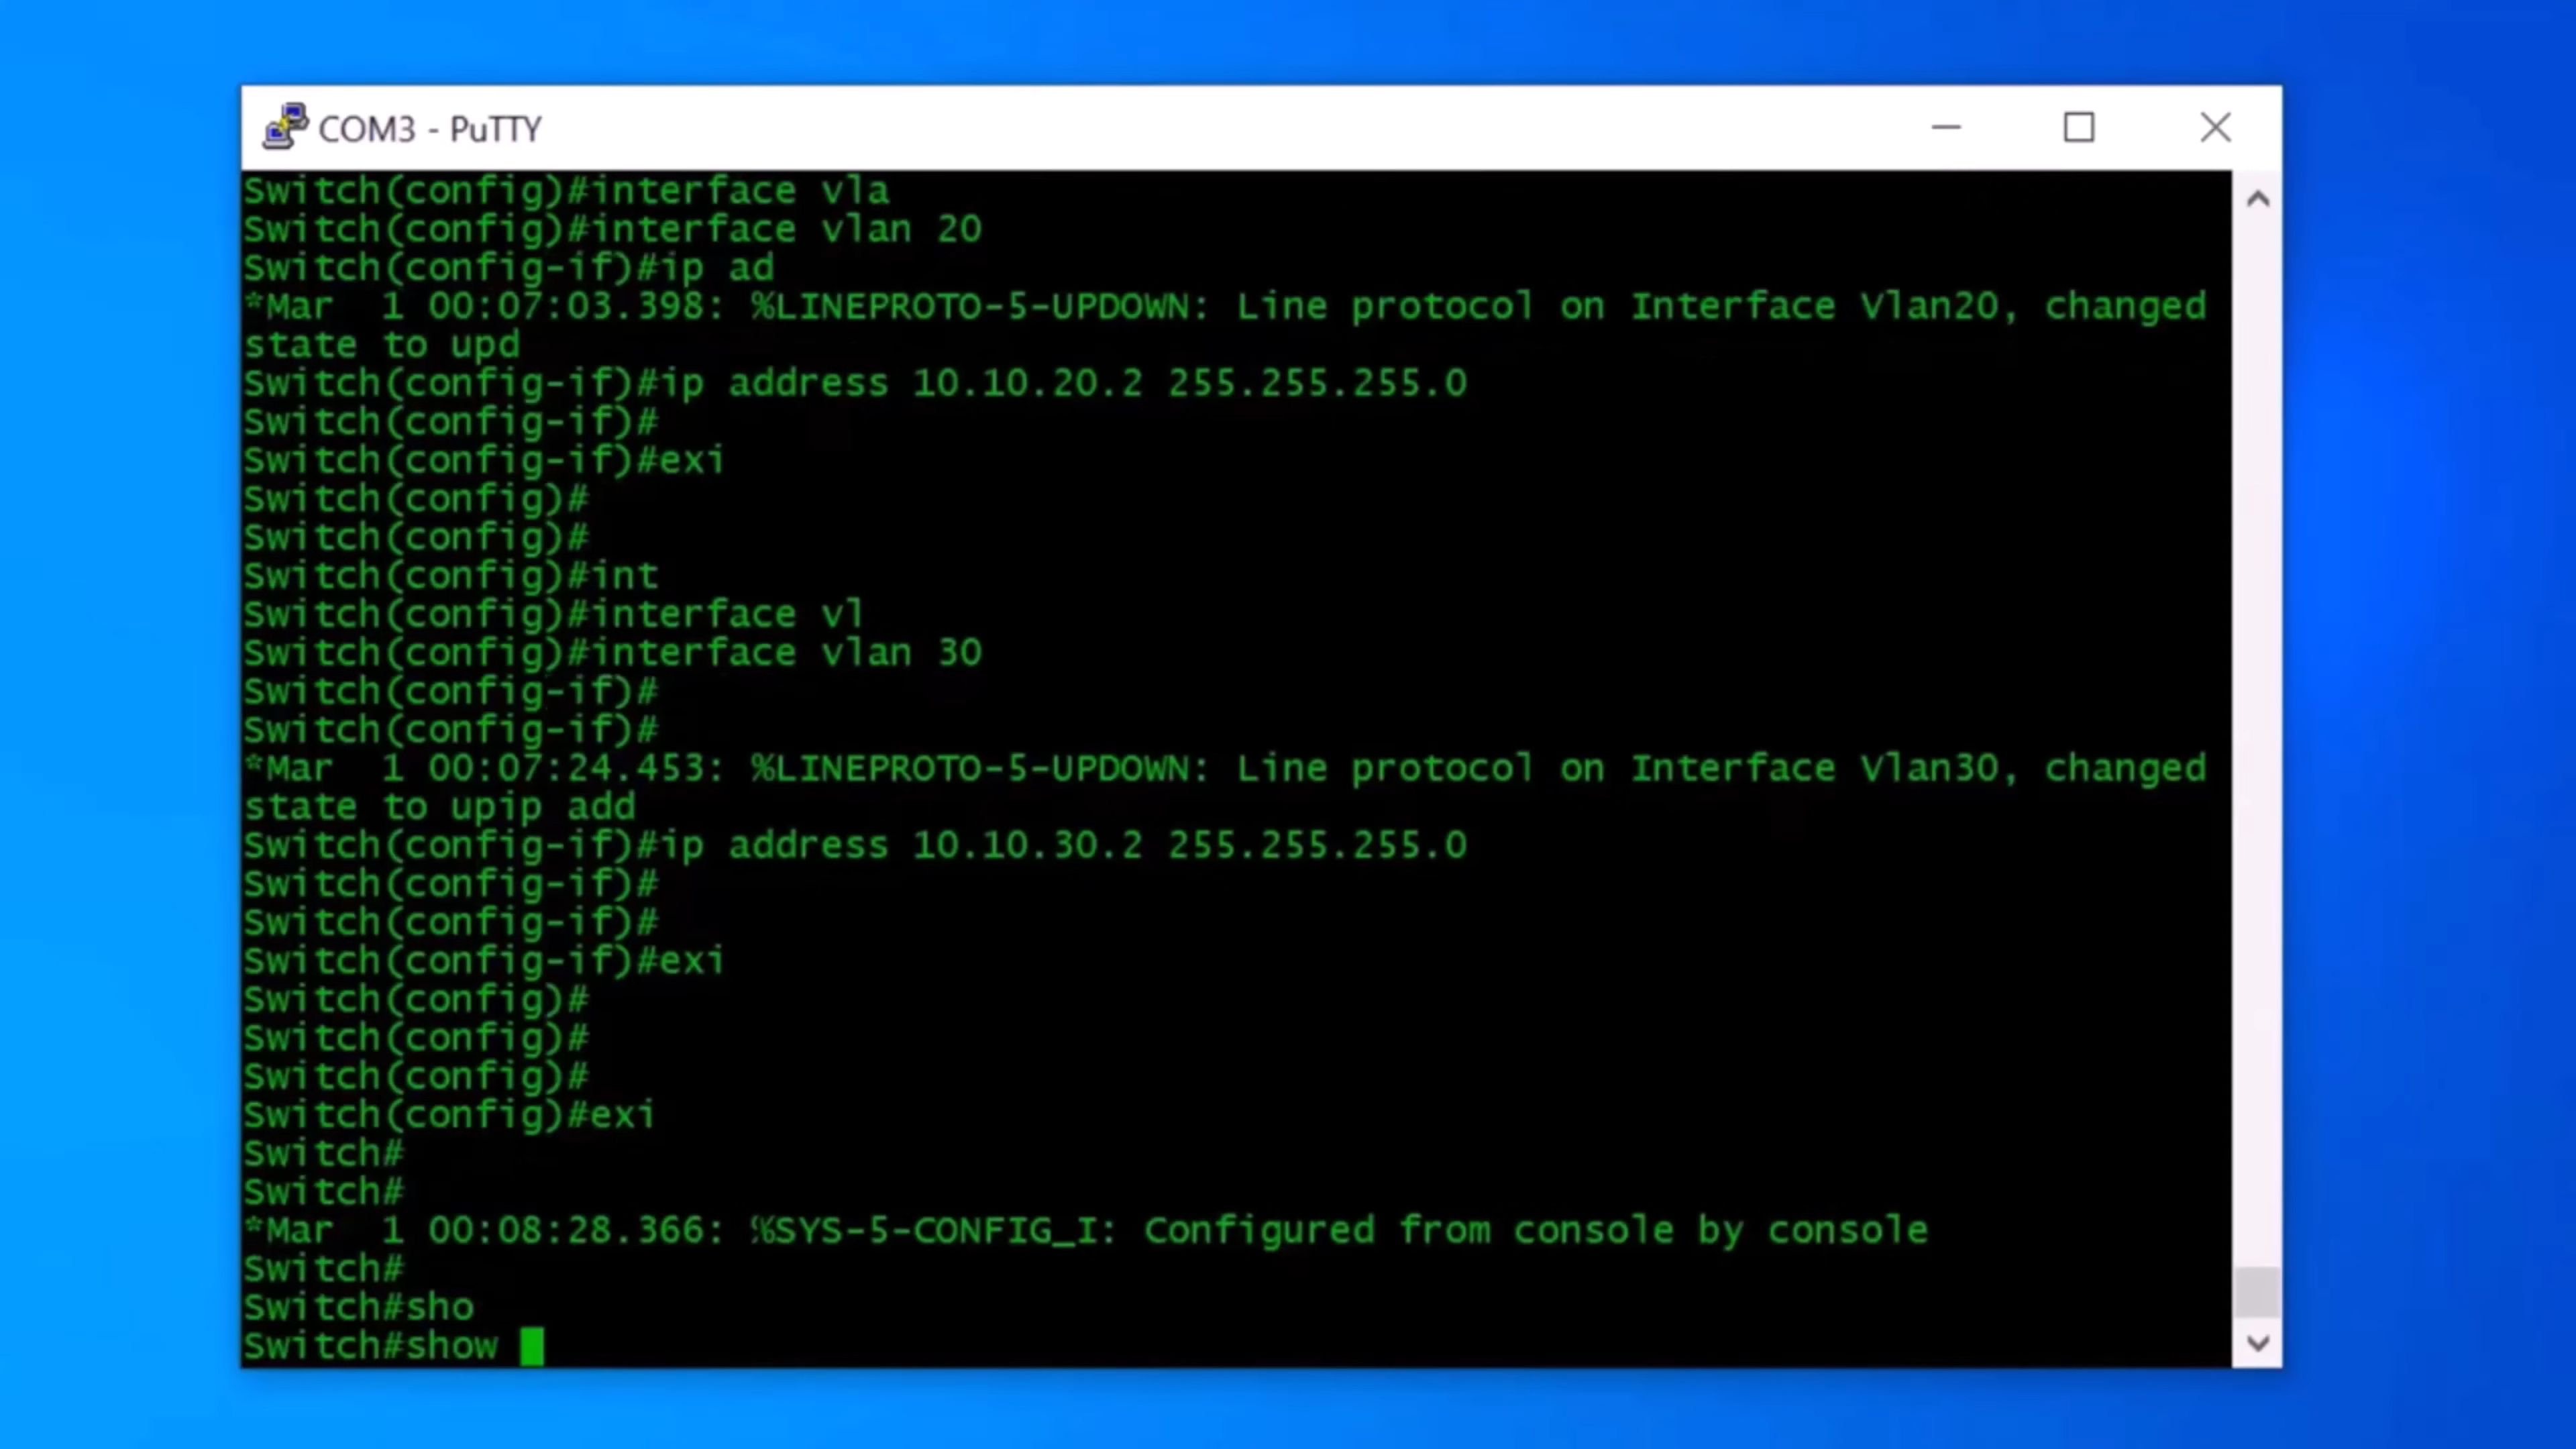 COM3 - PuTTY
Switch(config)#interface vla
Switch(config)#interface vlan 20
Switch(config-if)#ip ad
*Mar  1 00:07:03.398: %LINEPROTO-5-UPDOWN: Line protocol on Interface Vlan20, changed
state to upd
Switch(config-if)#ip address 10.10.20.2 255.255.255.0
Switch(config-if)#
Switch(config-if)#exi
Switch(config)#
Switch(config)#
Switch(config)#int
Switch(config)#interface vl
Switch(config)#interface vlan 30
Switch(config-if)#
Switch(config-if)#
*Mar  1 00:07:24.453: %LINEPROTO-5-UPDOWN: Line protocol on Interface Vlan30, changed
state to upip add
Switch(config-if)#ip address 10.10.30.2 255.255.255.0
Switch(config-if)#
Switch(config-if)#
Switch(config-if)#exi
Switch(config)#
Switch(config)#
Switch(config)#
Switch(config)#exi
Switch#
Switch#
*Mar  1 00:08:28.366: %SYS-5-CONFIG_I: Configured from console by console
Switch#
Switch#sho
Switch#show